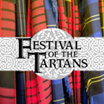 FESTIVAL
OF THE
TARTANS